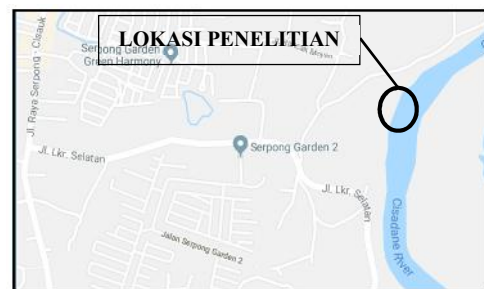 LOKASI PENELITIAN
Serpong Garden
Green Harmony
Jl. Raya Serpong - Cisauk
Jl. Lkr. Selatan
Serpong Garden 2
Jl. Lkr. Selatan
Jalan Serpong Garden 2
Cisadane River